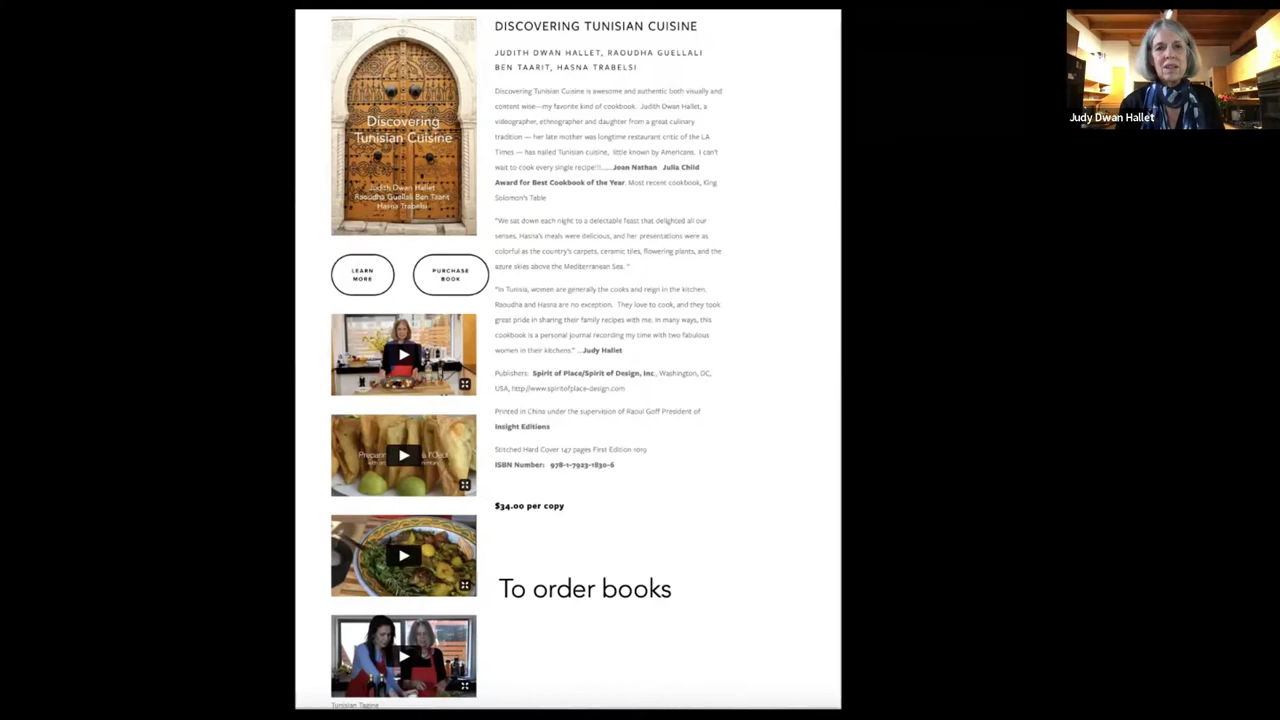 DISCOVERING TUNISIAN CUISINE
JUDITH DWAN HALLET, RAOUDHA GUELLALI
BEN TAARIT, HASNA TRABELSI
Discovering Tunisian Cuisine is awesome and authentic both visually and
content wise—my favorite kind of cookbook. Judith Dwan Hallet, a
videographer, ethnographer and daughter from a great culinary
tradition — her late mother was longtime restaurant critic of the LA
Times — has nailed Tunisian cuisine, little known by Americans. I can't
wait to cook every single recipe!!!......Joan Nathan Julia Child
Award for Best Cookbook of the Year. Most recent cookbook, King
Solomon's Table
"We sat down each night to a delectable feast that delighted all our
senses. Hasna's meals were delicious, and her presentations were as
colorful as the country's carpets, ceramic tiles, flowering plants, and the
azure skies above the Mediterranean Sea. "
"In Tunisia, women are generally the cooks and reign in the kitchen.
Raoudha and Hasna are no exception. They love to cook, and they took
great pride in sharing their family recipes with me. In many ways, this
cookbook is a personal journal recording my time with two fabulous
women in their kitchens." ...Judy Hallet
Publishers: Spirit of Place/Spirit of Design, Inc., Washington, DC,
USA, http://www.spiritofplace-design.com
Printed in China under the supervision of Raoul Goff President of
Insight Editions
Stitched Hard Cover 147 pages First Edition 1019
ISBN Number: 978-1-7923-1830-6
$34.00 per copy
To order books
Discovering
Tunisian Cuisine
Judith Dwan Hallet
Raoudha Guellali Ben Taarit
Hasna Trabelsi
LEARN
MORE
PURCHASE
BOOK
Tunisian Tagine
Judy Dwan Hallet